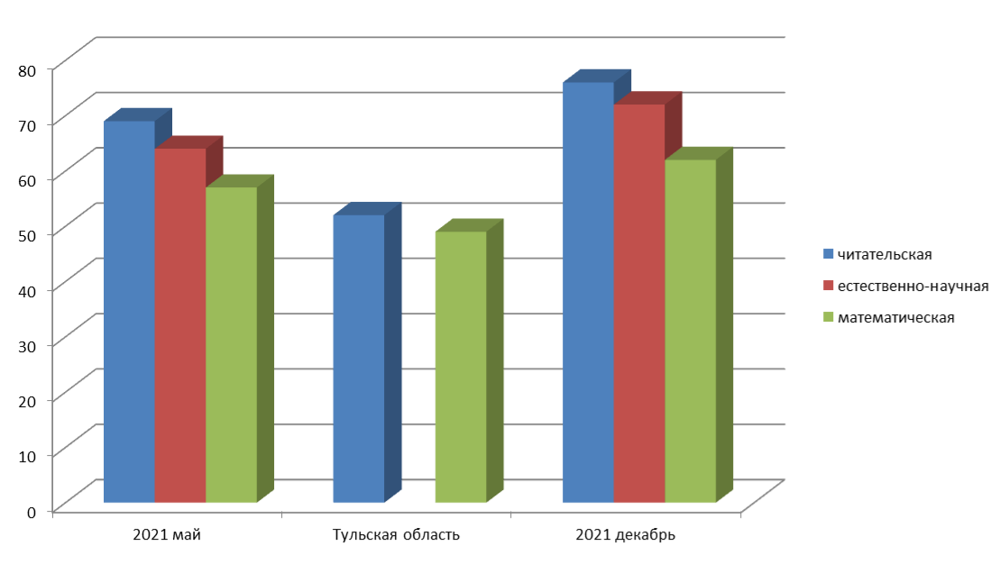 80
70
60
50
40
30
20
10
0
2021 май
Тульская область
2021 декабрь
читательская
естественно-научная
математическая